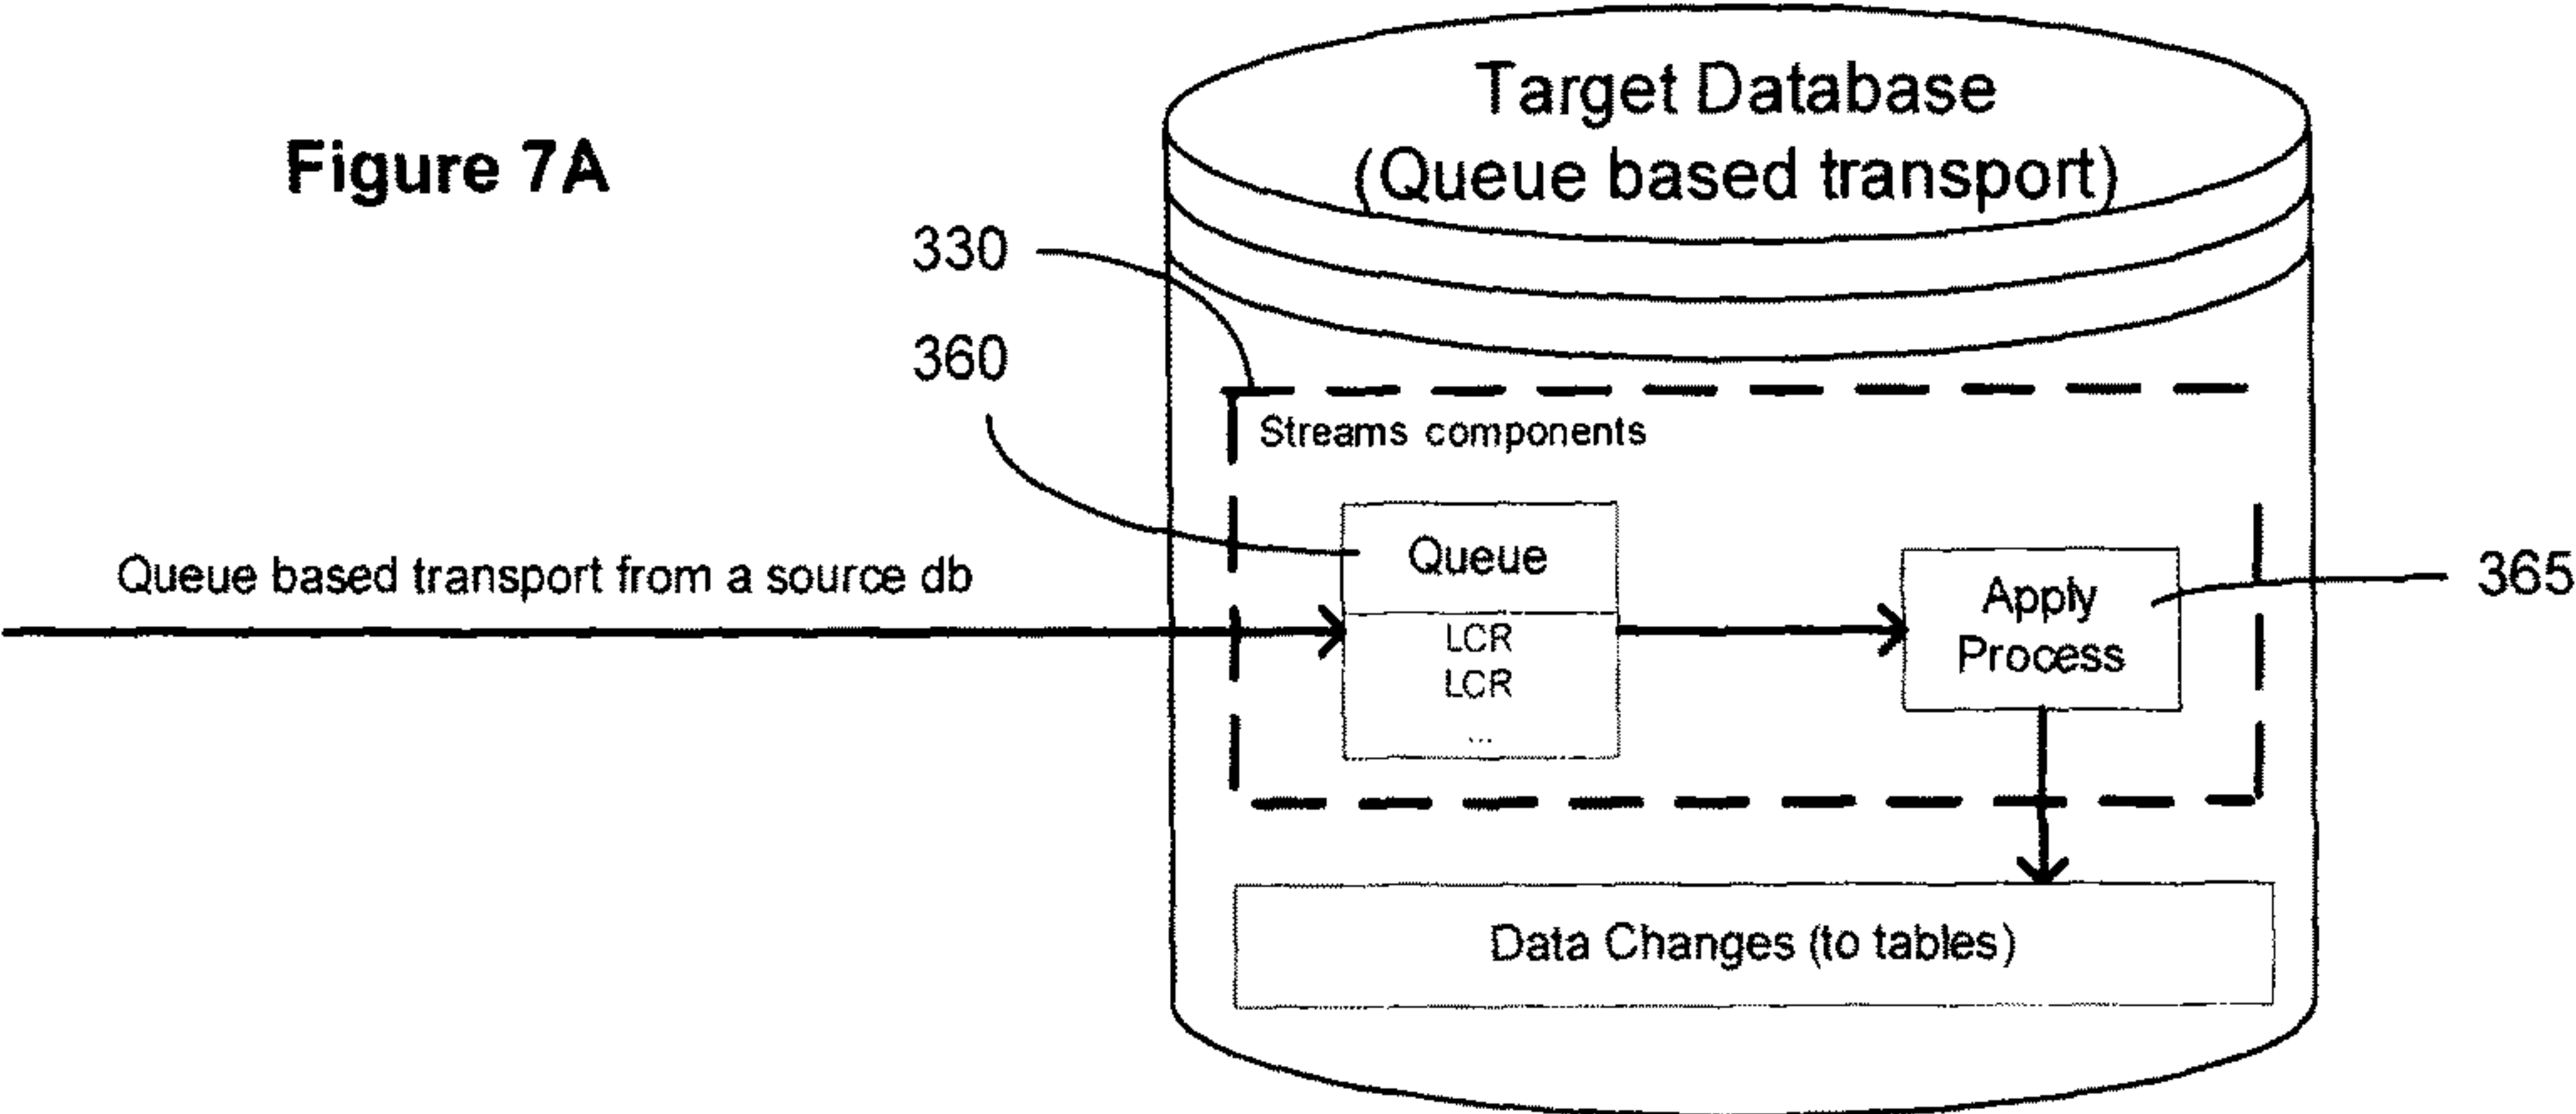 Figure 7A
Target Database
(Queue based transport)
330
360
Streams components
Queue based transport from a source db
Queue
LCR
LCR
...
Apply
Process
365
Data Changes (to tables)